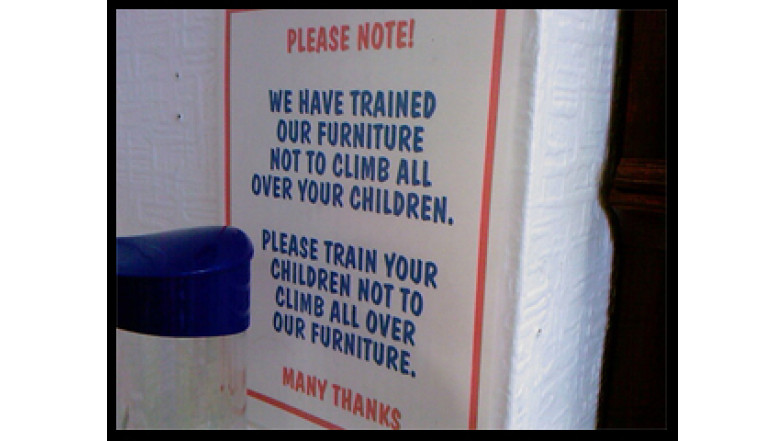 PLEASE NOTE!
WE HAVE TRAINED
OUR FURNITURE
NOT TO CLIMB ALL
OVER YOUR CHILDREN.
PLEASE TRAIN YOUR
CHILDREN NOT TO
CLIMB ALL OVER
OUR FURNITURE.
MANY THANKS